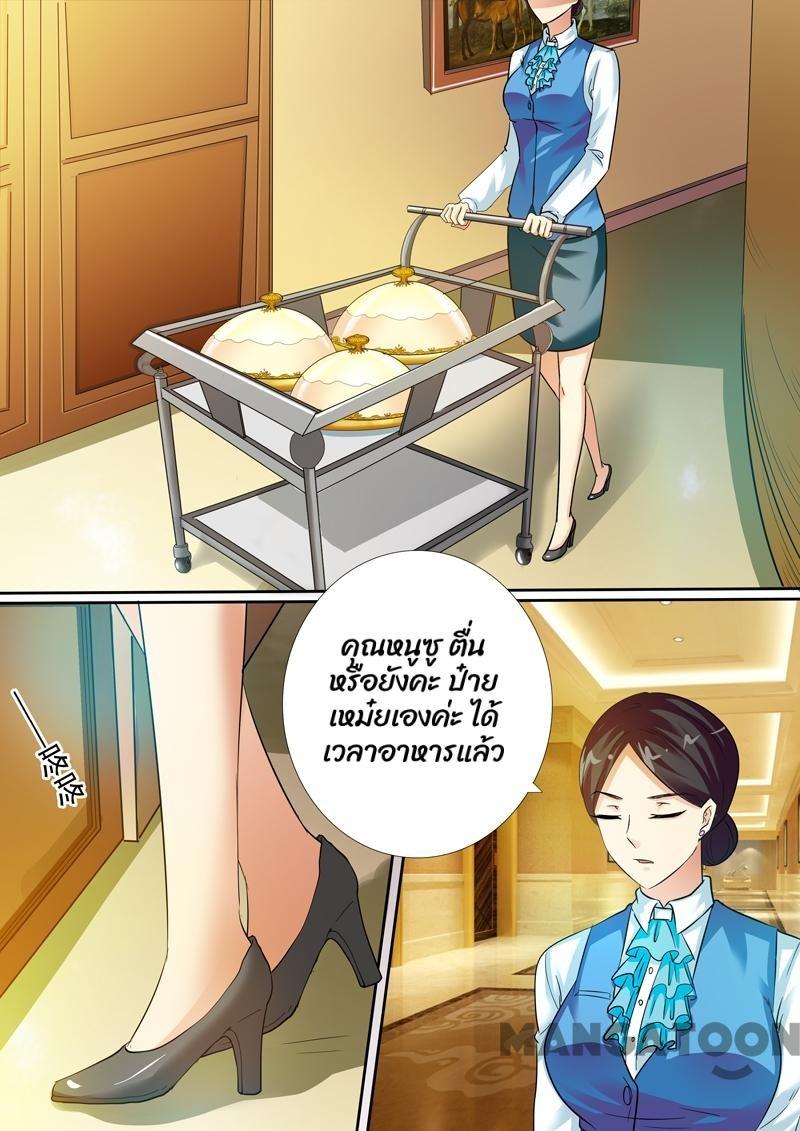 คุณหนูซู ตื่น
หรือยังคะ ป๋าย
เหม่ยเองค่ะ ได้
เวลาอาหารแล้ว
——咚咚
MANGATOON